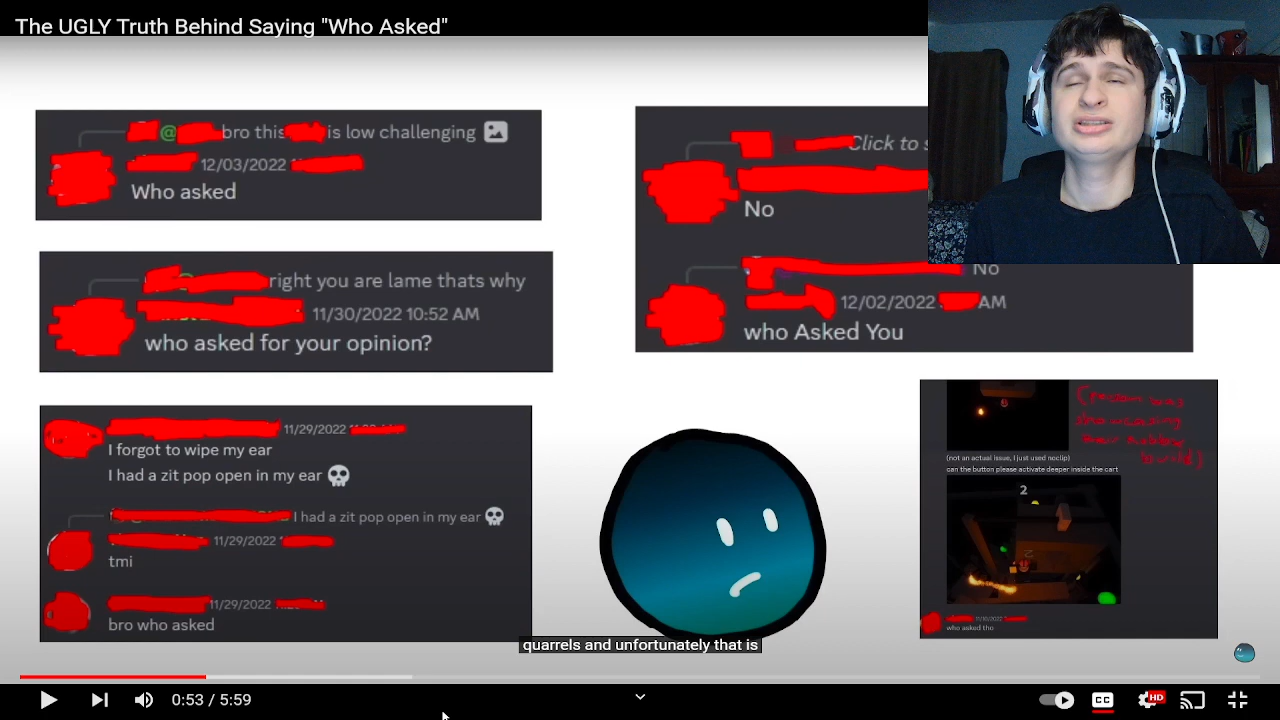 The UGLY Truth Behind Saying "Who Asked"
@ bro this is low challenging
12/03/2022
Who asked
right you are lame thats why
11/30/2022 10:52 AM
who asked for your opinion?
11/29/2022
I forgot to wipe my ear
I had a zit pop open in my ear 💀
I had a zit pop open in my ear 💀
11/29/2022
tmi
11/29/2022
bro who asked
Click to s
No
No
12/02/2022 AM
who Asked You
(not an actual issue, I just used noclip)
can the button please activate deeper inside the cart
2
who asked tho
quarrels and unfortunately that is
0:53 / 5:59
CC
HD